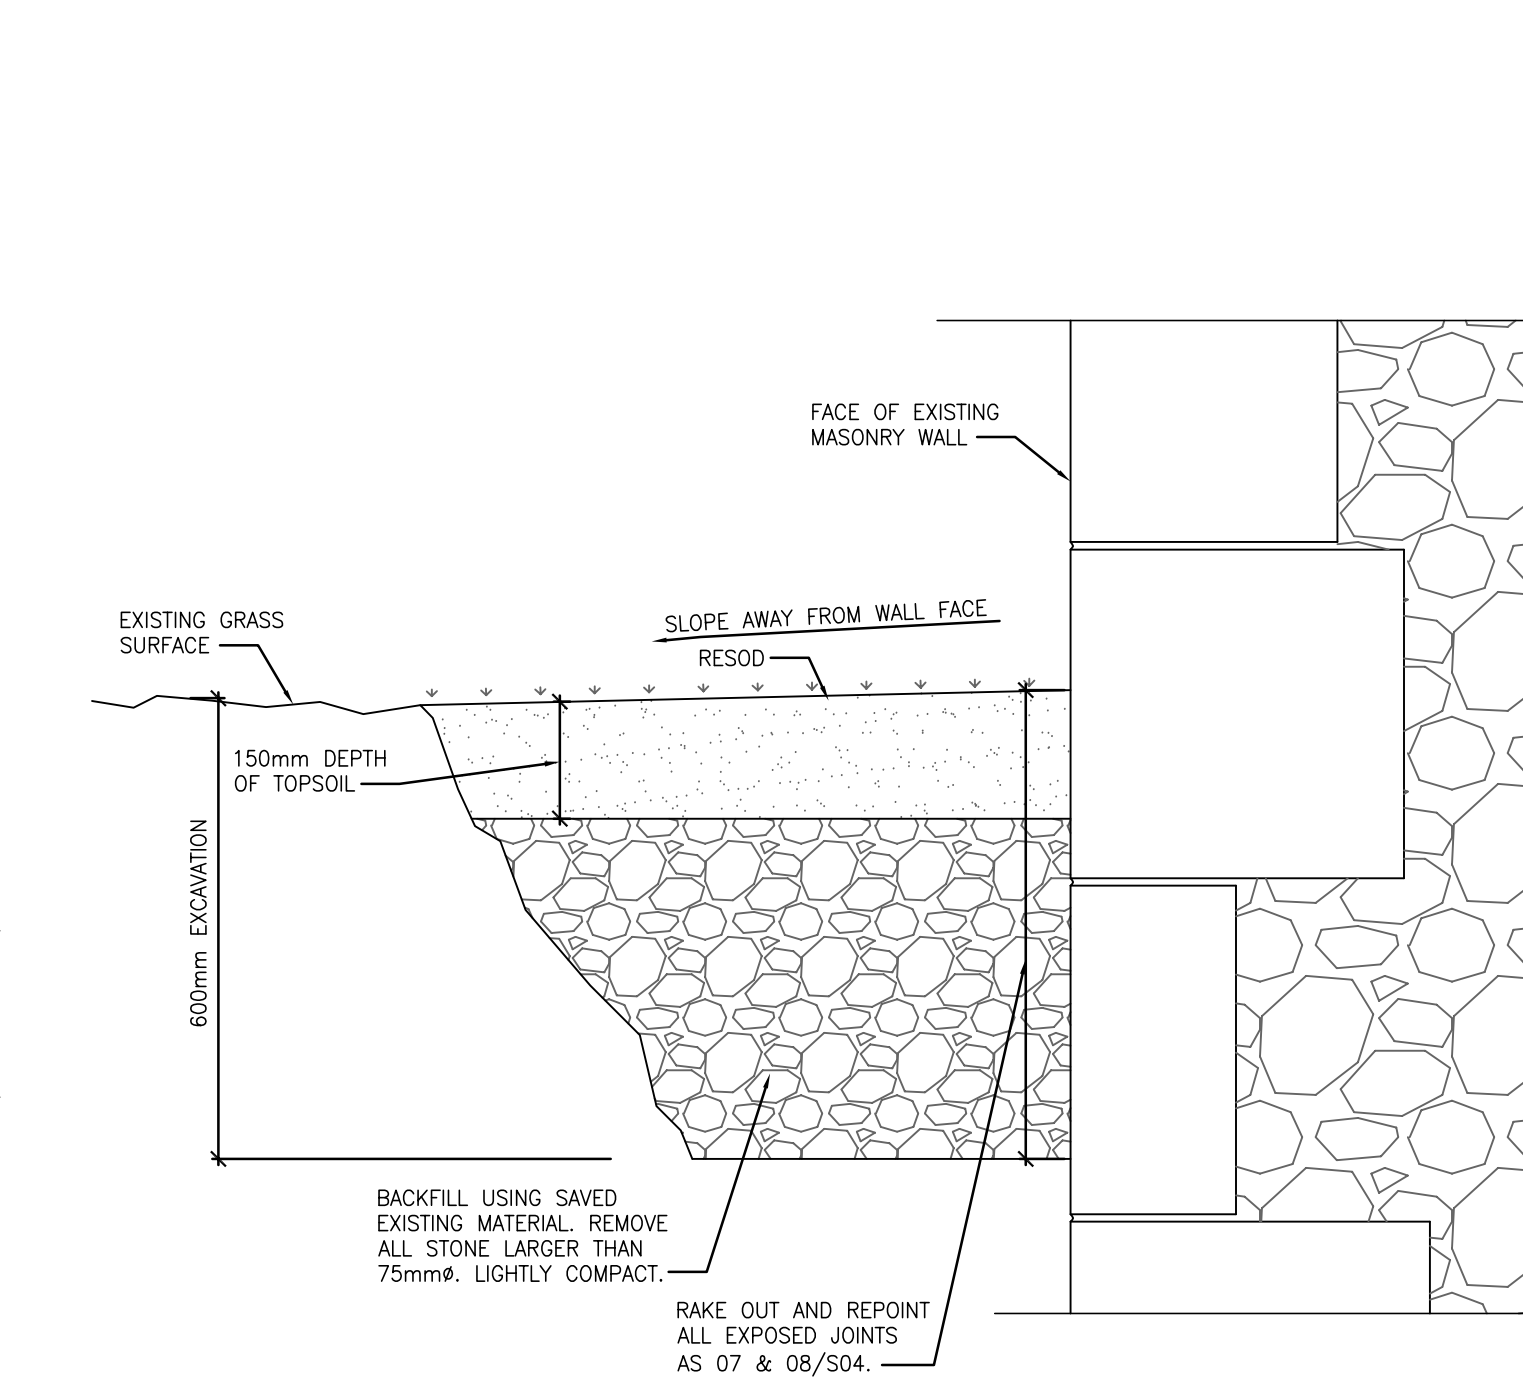 FACE OF EXISTING
MASONRY WALL
EXISTING GRASS
SURFACE
SLOPE AWAY FROM WALL FACE
RESOD
150mm DEPTH
OF TOPSOIL
600mm EXCAVATION
BACKFILL USING SAVED
EXISTING MATERIAL. REMOVE
ALL STONE LARGER THAN
75mmø. LIGHTLY COMPACT.
RAKE OUT AND REPOINT
ALL EXPOSED JOINTS
AS 07 & 08/S04.